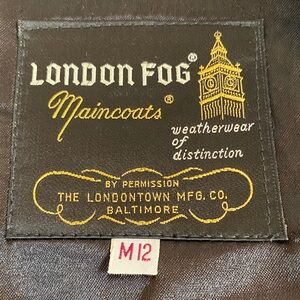 LONDON FOG®
Maincoats®
weatherwear
of
distinction
BY PERMISSION
THE LONDONTOWN MFG. CO.
BALTIMORE
M12